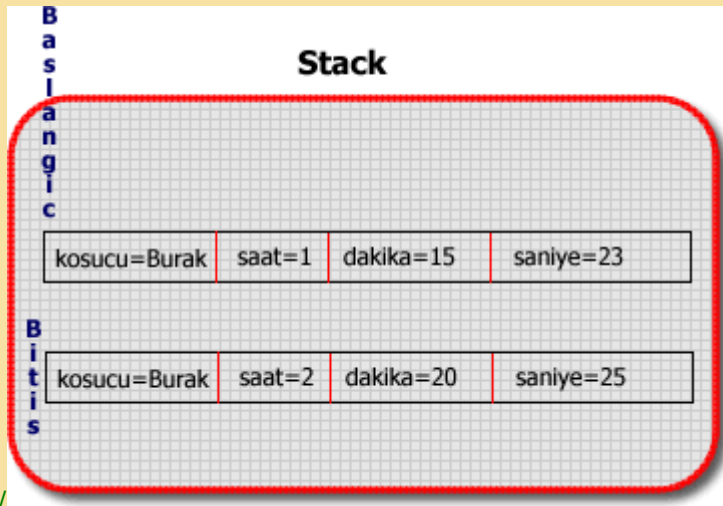 Stack
Baslangic
kosucu=Burak saat=1 dakika=15 saniye=23
Bitis
kosucu=Burak saat=2 dakika=20 saniye=25
/